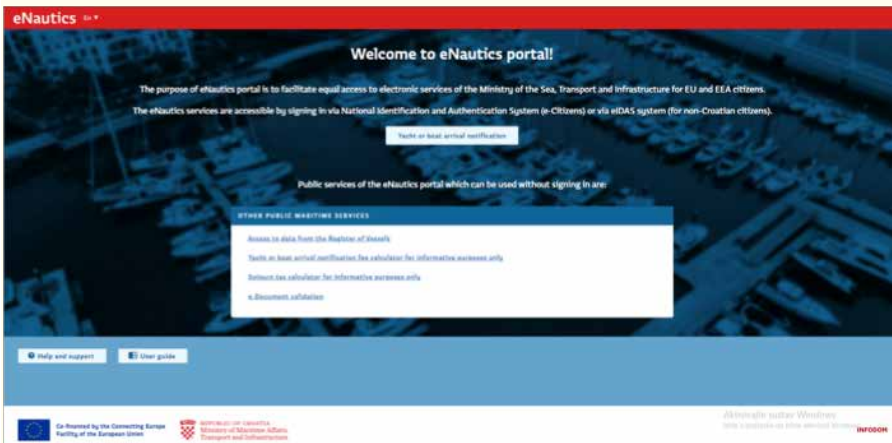 eNautics En ▼
Welcome to eNautics portal!
The purpose of eNautics portal is to facilitate equal access to electronic services of the Ministry of the Sea, Transport and Infrastructure for EU and EEA citizens.
The eNautics services are accessible by signing in via National Identification and Authentication System (e-Citizens) or via eIDAS system (for non-Croatian citizens).
Yacht or boat arrival notification
Public services of the eNautics portal which can be used without signing in are:
OTHER PUBLIC MARITIME SERVICES
Access to data from the Register of Vessels
Yacht or boat arrival notification fee calculator for informative purposes only
Sojourn tax calculator for informative purposes only
e-Document validation
Help and support
User guide
Co-financed by the Connecting Europe
Facility of the European Union
REPUBLIC OF CROATIA
Ministry of Maritime Affairs,
Transport and Infrastructure
Aktivirajte sustav Windows
INFODOM